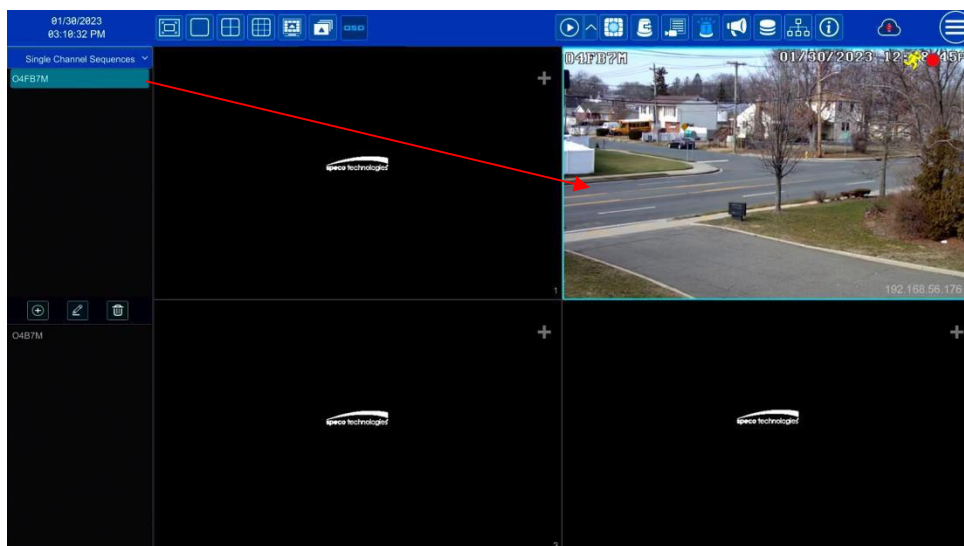 01/30/2023
03:10:32 PM
OSD
Single Channel Sequences
O4FB7M
O4B7M
speco technologies
1
O4FB7M
01/30/2023
192.168.56.176
speco technologies
3
speco technologies